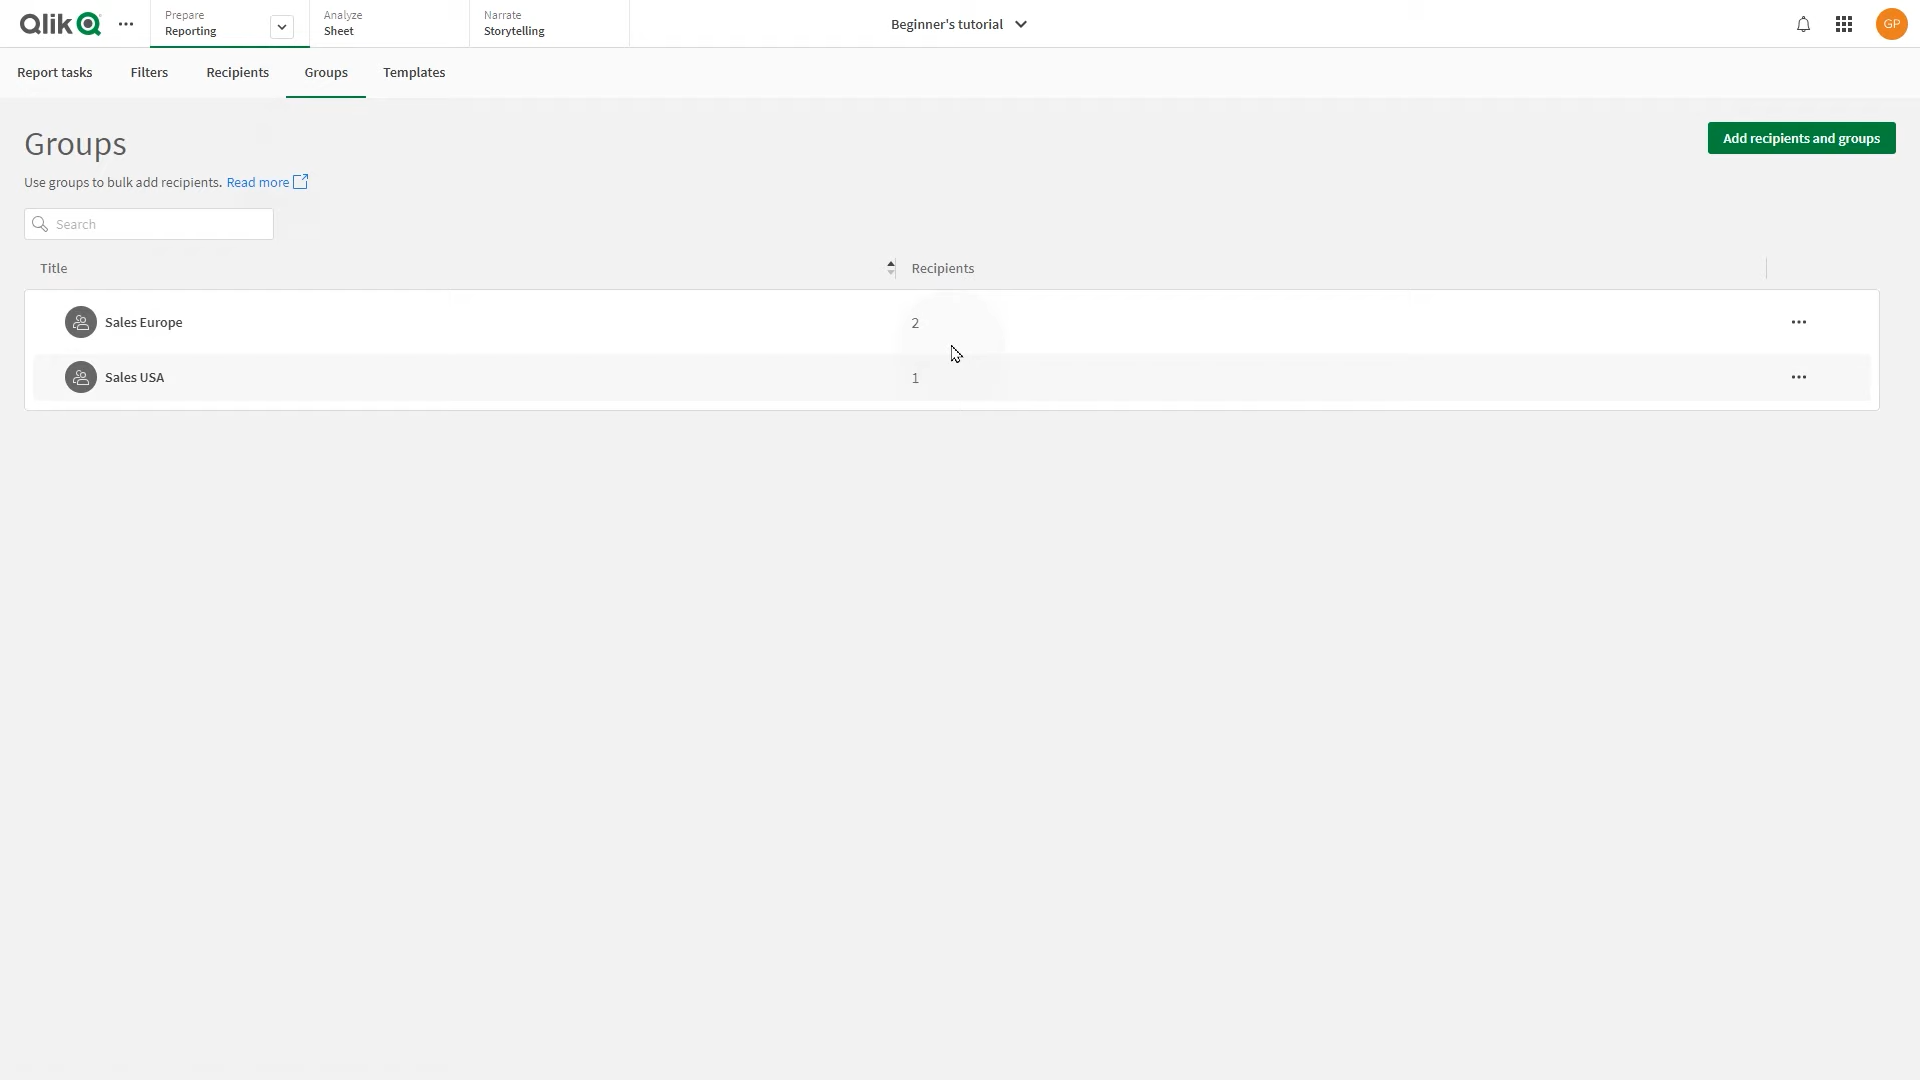 Qlik
Prepare
Reporting
Analyze
Sheet
Narrate
Storytelling
Beginner's tutorial
GP
Report tasks
Filters
Recipients
Groups
Templates
Groups
Add recipients and groups
Use groups to bulk add recipients. Read more
Search
Title
Recipients
Sales Europe
2
Sales USA
1